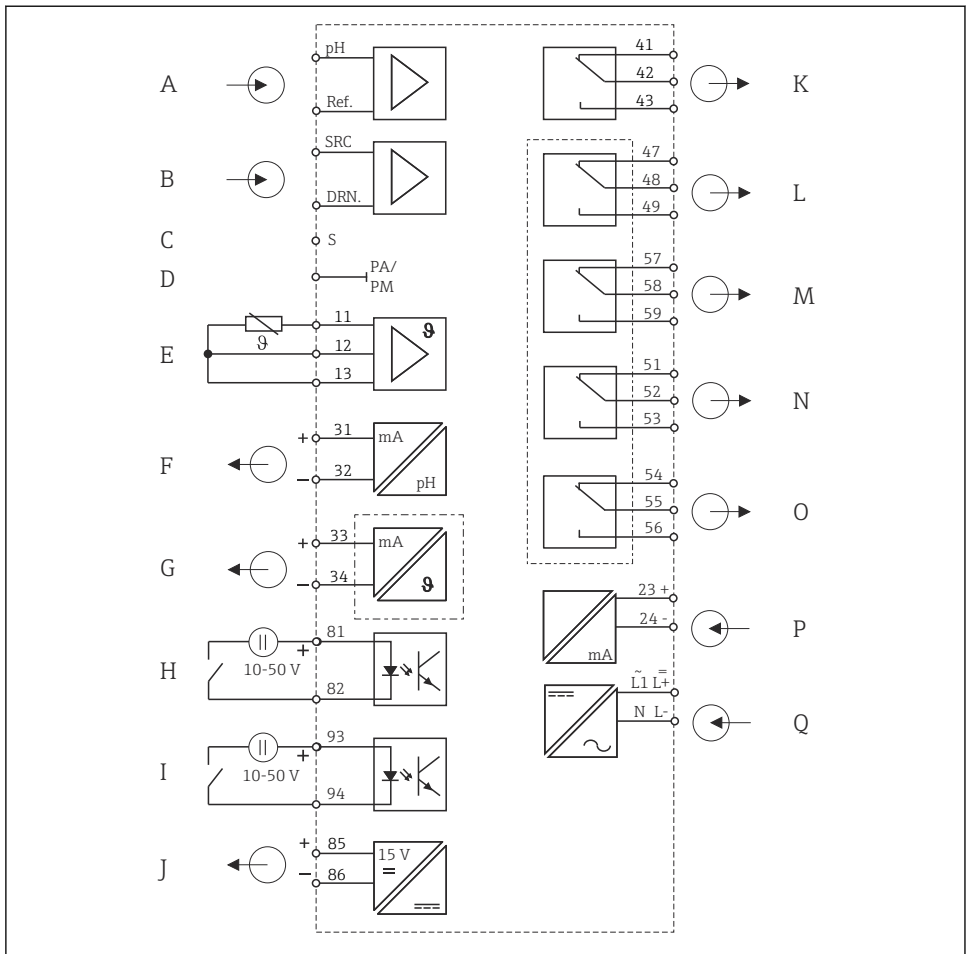 A
pH
Ref.
B
SRC
DRN.
C
S
D
PA/
PM
E
ϑ
11
12
13
ϑ
F
+
31
−
32
mA
pH
G
+
33
−
34
mA
ϑ
H
10-50 V
+
81
82
I
10-50 V
+
93
94
J
+
85
−
86
15 V
=
41
42
43
K
47
48
49
L
57
58
59
M
51
52
53
N
54
55
56
O
23 +
24 -
mA
P
~ =
L1 L+
N L-
Q